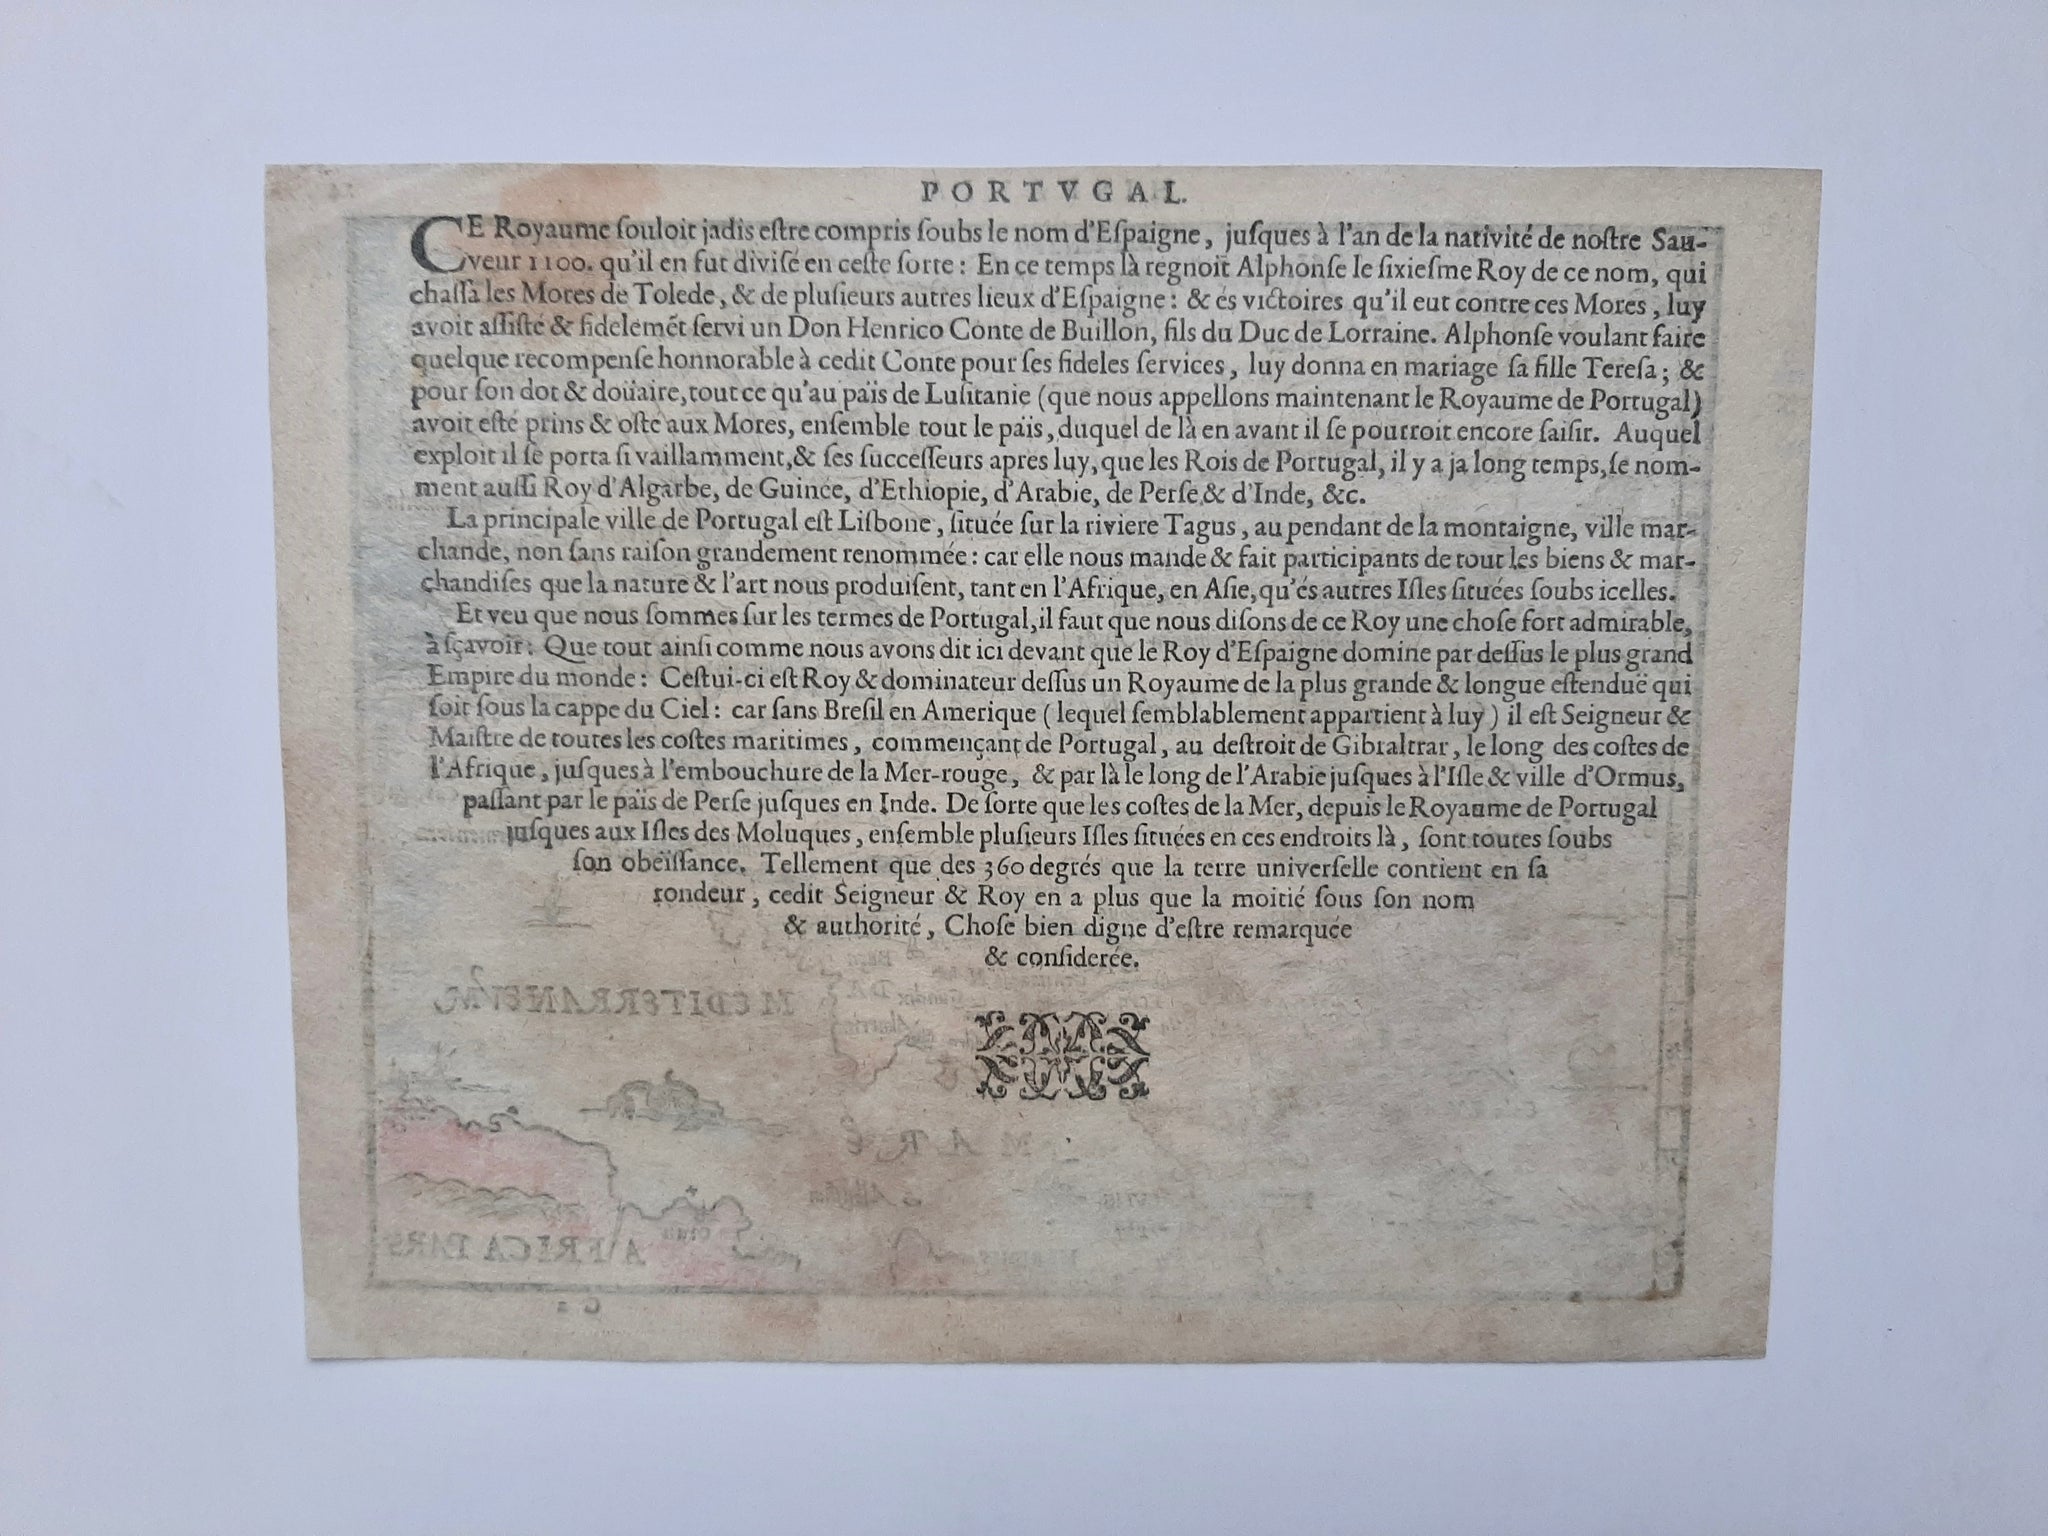 PORTVGAL.
CE Royaume ſouloit jadis eſtre compris ſoubs le nom d'Eſpaigne, juſques à l'an de la nativité de noſtre Sau-
veur 1100. qu'il en fut diviſé en ceſte ſorte: En ce temps là regnoit Alphonſe le ſixieſme Roy de ce nom, qui
chaſſa les Mores de Tolede, & de pluſieurs autres lieux d'Eſpaigne: & és victoires qu'il eut contre ces Mores, luy
avoit aſſiſté & fidelemẽt ſervi un Don Henrico Conte de Buillon, fils du Duc de Lorraine. Alphonſe voulant faire
quelque recompenſe honnorable à cedit Conte pour ſes fideles ſervices, luy donna en mariage ſa fille Tereſa; &
pour ſon dot & doüaire, tout ce qu'au païs de Luſitanie (que nous appellons maintenant le Royaume de Portugal)
avoit eſté prins & oſté aux Mores, enſemble tout le païs, duquel de là en avant il ſe pourroit encore ſaiſir. Auquel
exploit il ſe porta ſi vaillamment, & ſes ſucceſſeurs apres luy, que les Rois de Portugal, il y a ja long temps, ſe nom-
ment auſſi Roy d'Algarbe, de Guinée, d'Ethiopie, d'Arabie, de Perſe & d'Inde, &c.
La principale ville de Portugal eſt Liſbone, ſituée ſur la riviere Tagus, au pendant de la montaigne, ville mar-
chande, non ſans raiſon grandement renommée: car elle nous mande & fait participants de tout les biens & mar-
chandiſes que la nature & l'art nous produiſent, tant en l'Afrique, en Aſie, qu'és autres Iſles ſituées ſoubs icelles.
Et veu que nous ſommes ſur les termes de Portugal, il faut que nous diſons de ce Roy une choſe fort admirable,
à ſçavoir: Que tout ainſi comme nous avons dit ici devant que le Roy d'Eſpaigne domine par deſſus le plus grand
Empire du monde: Ceſtui-ci eſt Roy & dominateur deſſus un Royaume de la plus grande & longue eſtenduë qui
ſoit ſous la cappe du Ciel: car ſans Breſil en Amerique (lequel ſemblablement appartient à luy) il eſt Seigneur &
Maiſtre de toutes les coſtes maritimes, commençant de Portugal, au deſtroit de Gibraltrar, le long des coſtes de
l'Afrique, juſques à l'embouchure de la Mer-rouge, & par là le long de l'Arabie juſques à l'Iſle & ville d'Ormus,
paſſant par le païs de Perſe juſques en Inde. De ſorte que les coſtes de la Mer, depuis le Royaume de Portugal
juſques aux Iſles des Moluques, enſemble pluſieurs Iſles ſituées en ces endroits là, ſont toutes ſoubs
ſon obeïſſance. Tellement que des 360 degrés que la terre univerſelle contient en ſa
rondeur, cedit Seigneur & Roy en a plus que la moitié ſous ſon nom
& authorité, Choſe bien digne d'eſtre remarquée
& conſiderée.
MEDITERRANEVM
MARE
AFRICA PARS
C 2